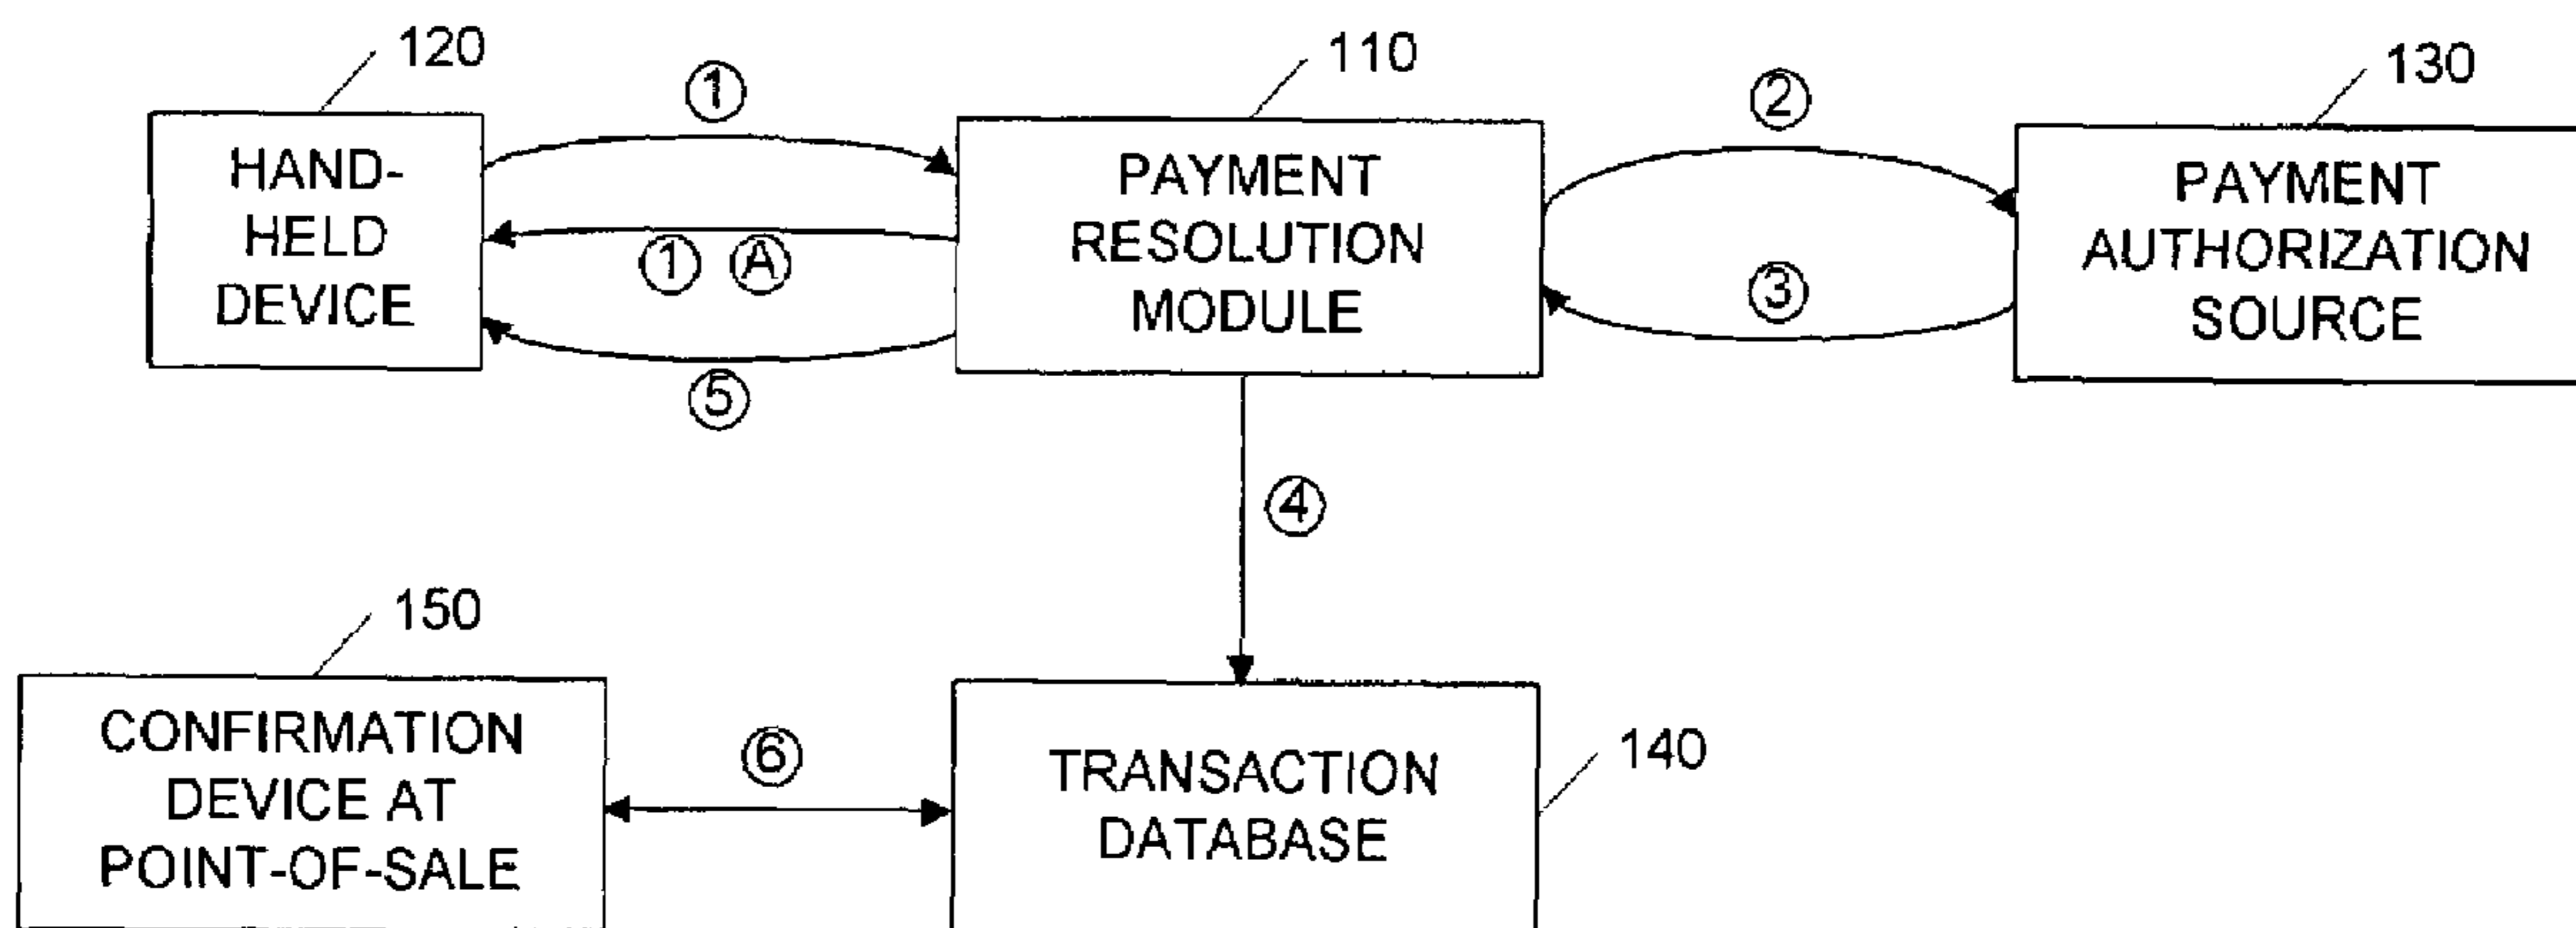 120
110
130
①
②
HAND-
HELD
DEVICE
PAYMENT
RESOLUTION
MODULE
PAYMENT
AUTHORIZATION
SOURCE
① Ⓐ
③
⑤
④
150
CONFIRMATION
DEVICE AT
POINT-OF-SALE
⑥
TRANSACTION
DATABASE
140